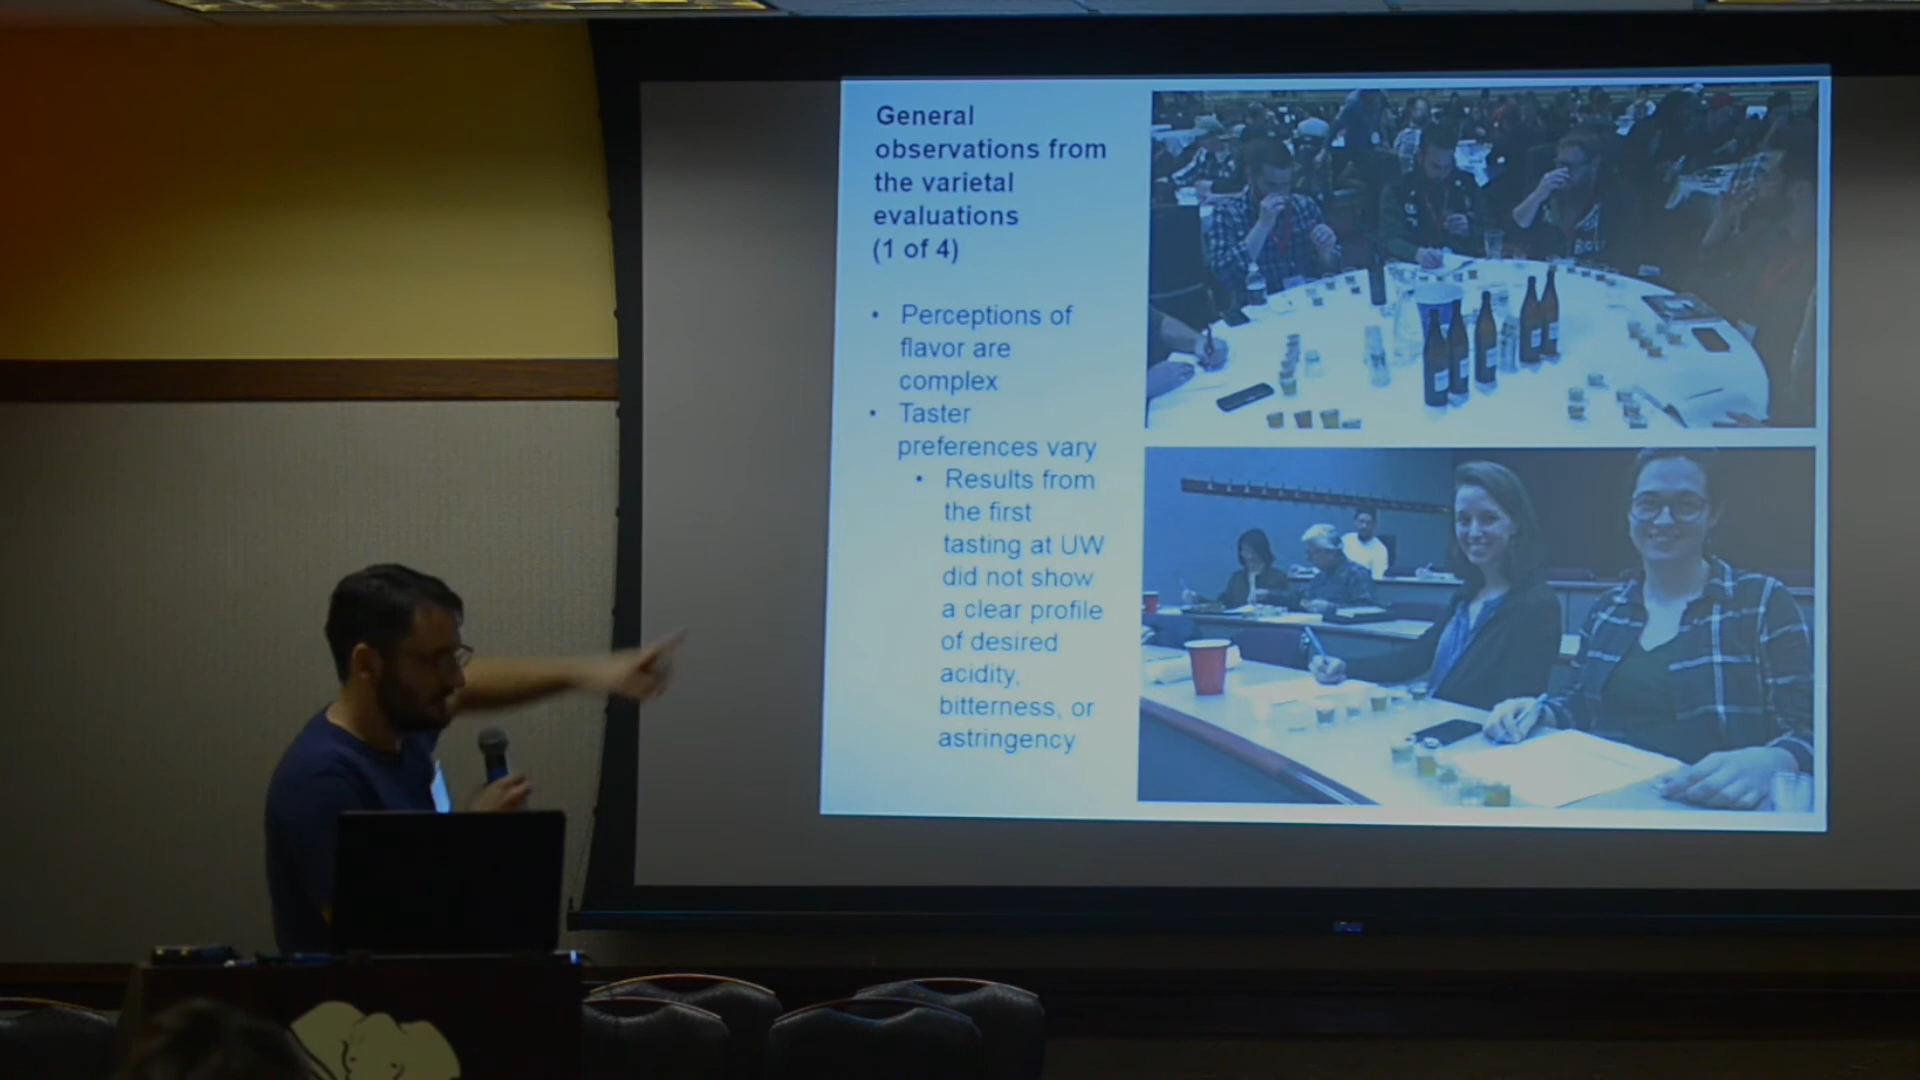 General
observations from
the varietal
evaluations
(1 of 4)
• Perceptions of
flavor are
complex
• Taster
preferences vary
• Results from
the first
tasting at UW
did not show
a clear profile
of desired
acidity,
bitterness, or
astringency